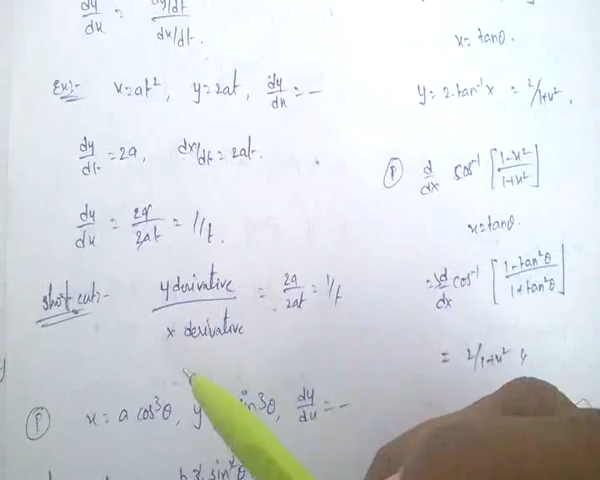 dy/dx = dy/dt / dx/dt.
Ex:- x=at², y=2at, dy/dx = –
dy/dt = 2a, dx/dt = 2at.
dy/dx = 2a/2at = 1/t.
short cut:- y derivative / x derivative = 2a/2at = 1/t
P x = a cos³θ, y sin³θ, dy/dx = –
sin²θ
x = tanθ.
y = 2.tan⁻¹x = 2/1+x²,
P d/dx cos⁻¹ [1-x²/1+x²]
x = tanθ.
= d/dx cos⁻¹ [1-tan²θ/1+tan²θ]
= 2/1+x²